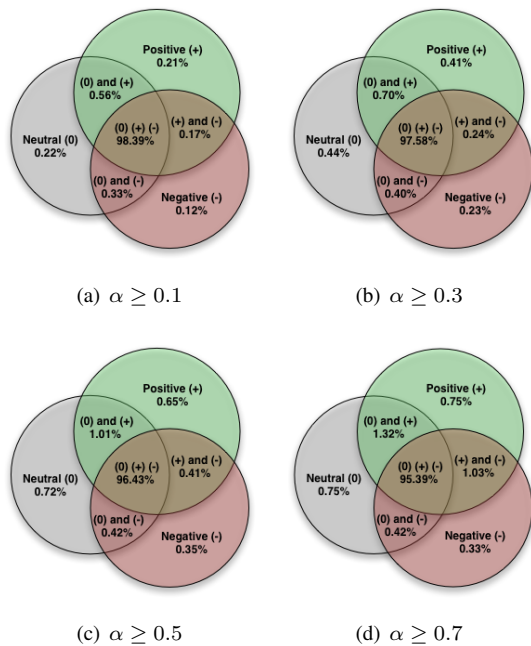 Positive (+)
0.21%
(0) and (+)
0.56%
(0) (+) (-)
98.39%
(+) and (-)
0.17%
Neutral (0)
0.22%
(0) and (-)
0.33%
Negative (-)
0.12%
(a) α ≥ 0.1
Positive (+)
0.41%
(0) and (+)
0.70%
(0) (+) (-)
97.58%
(+) and (-)
0.24%
Neutral (0)
0.44%
(0) and (-)
0.40%
Negative (-)
0.23%
(b) α ≥ 0.3
Positive (+)
0.65%
(0) and (+)
1.01%
(0) (+) (-)
96.43%
(+) and (-)
0.41%
Neutral (0)
0.72%
(0) and (-)
0.42%
Negative (-)
0.35%
(c) α ≥ 0.5
Positive (+)
0.75%
(0) and (+)
1.32%
(0) (+) (-)
95.39%
(+) and (-)
1.03%
Neutral (0)
0.75%
(0) and (-)
0.42%
Negative (-)
0.33%
(d) α ≥ 0.7